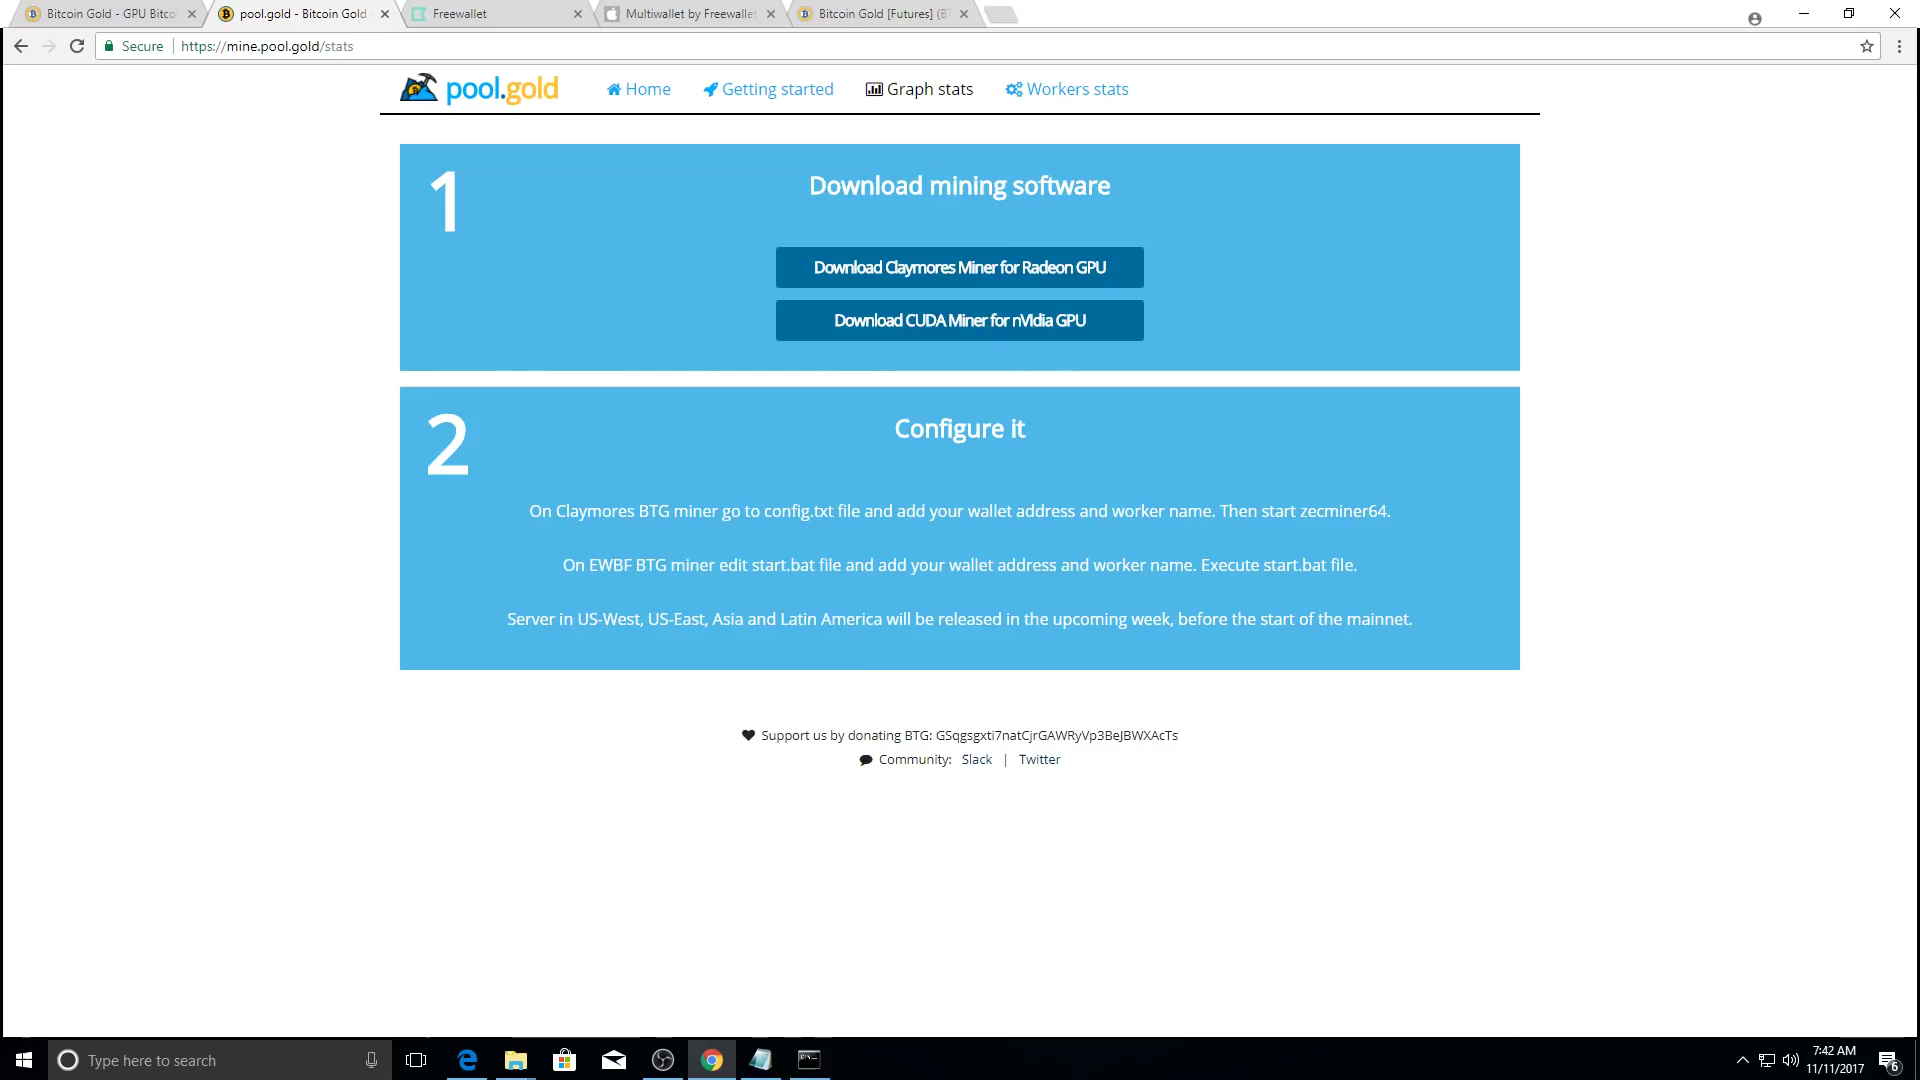 Bitcoin Gold - GPU Bitco
pool.gold - Bitcoin Gold
Freewallet
Multiwallet by Freewallet
Bitcoin Gold [Futures] (BT
Secure
https://mine.pool.gold/stats
pool.gold
Home
Getting started
Graph stats
Workers stats
1
Download mining software
Download Claymores Miner for Radeon GPU
Download CUDA Miner for nVidia GPU
2
Configure it
On Claymores BTG miner go to config.txt file and add your wallet address and worker name. Then start zecminer64.
On EWBF BTG miner edit start.bat file and add your wallet address and worker name. Execute start.bat file.
Server in US-West, US-East, Asia and Latin America will be released in the upcoming week, before the start of the mainnet.
Support us by donating BTG: GSqgsgxti7natCjrGAWRyVp3BeJBWXAcTs
Community: Slack | Twitter
Type here to search
7:42 AM
11/11/2017
6